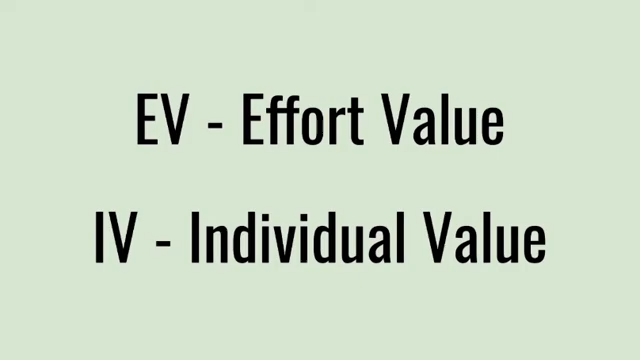 EV - Effort Value
IV - Individual Value